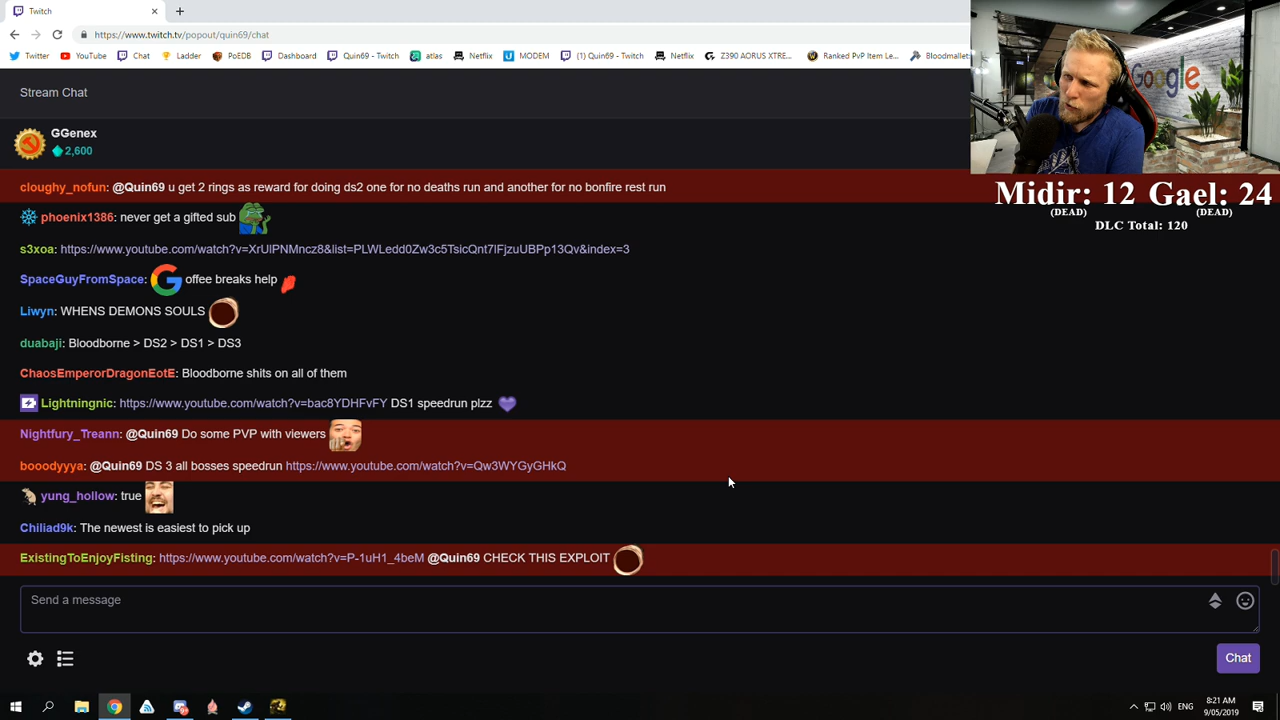 Twitch
https://www.twitch.tv/popout/quin69/chat
Twitter YouTube Chat Ladder PoEDB Dashboard Quin69 - Twitch atlas Netflix MODEM (1) Quin69 - Twitch Netflix Z390 AORUS XTRE... Ranked PvP Item Le... Bloodmallet
Google
Stream Chat
GGenex
2,600
Midir: 12 Gael: 24
(DEAD) (DEAD)
DLC Total: 120
cloughy_nofun: @Quin69 u get 2 rings as reward for doing ds2 one for no deaths run and another for no bonfire rest run
phoenix1386: never get a gifted sub
s3xoa: https://www.youtube.com/watch?v=XrUlPNMncz8&list=PLWLedd0Zw3c5TsicQnt7lFjzuUBPp13Qv&index=3
SpaceGuyFromSpace: G offee breaks help
Liwyn: WHENS DEMONS SOULS
duabaji: Bloodborne > DS2 > DS1 > DS3
ChaosEmperorDragonEotE: Bloodborne shits on all of them
Lightningnic: https://www.youtube.com/watch?v=bac8YDHFvFY DS1 speedrun plzz
Nightfury_Treann: @Quin69 Do some PVP with viewers
booodyyya: @Quin69 DS 3 all bosses speedrun https://www.youtube.com/watch?v=Qw3WYGyGHkQ
yung_hollow: true
Chiliad9k: The newest is easiest to pick up
ExistingToEnjoyFisting: https://www.youtube.com/watch?v=P-1uH1_4beM @Quin69 CHECK THIS EXPLOIT
Send a message
Chat
ENG
8:21 AM
9/05/2019